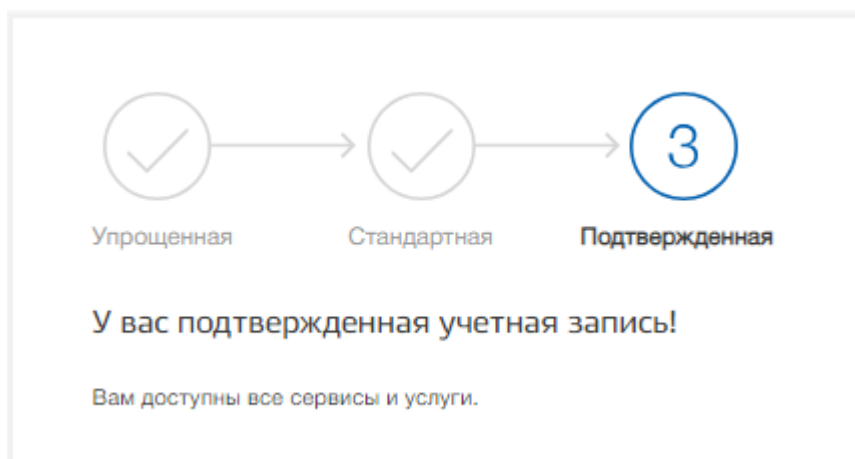 3
Упрощенная Стандартная Подтвержденная
У вас подтвержденная учетная запись!
Вам доступны все сервисы и услуги.